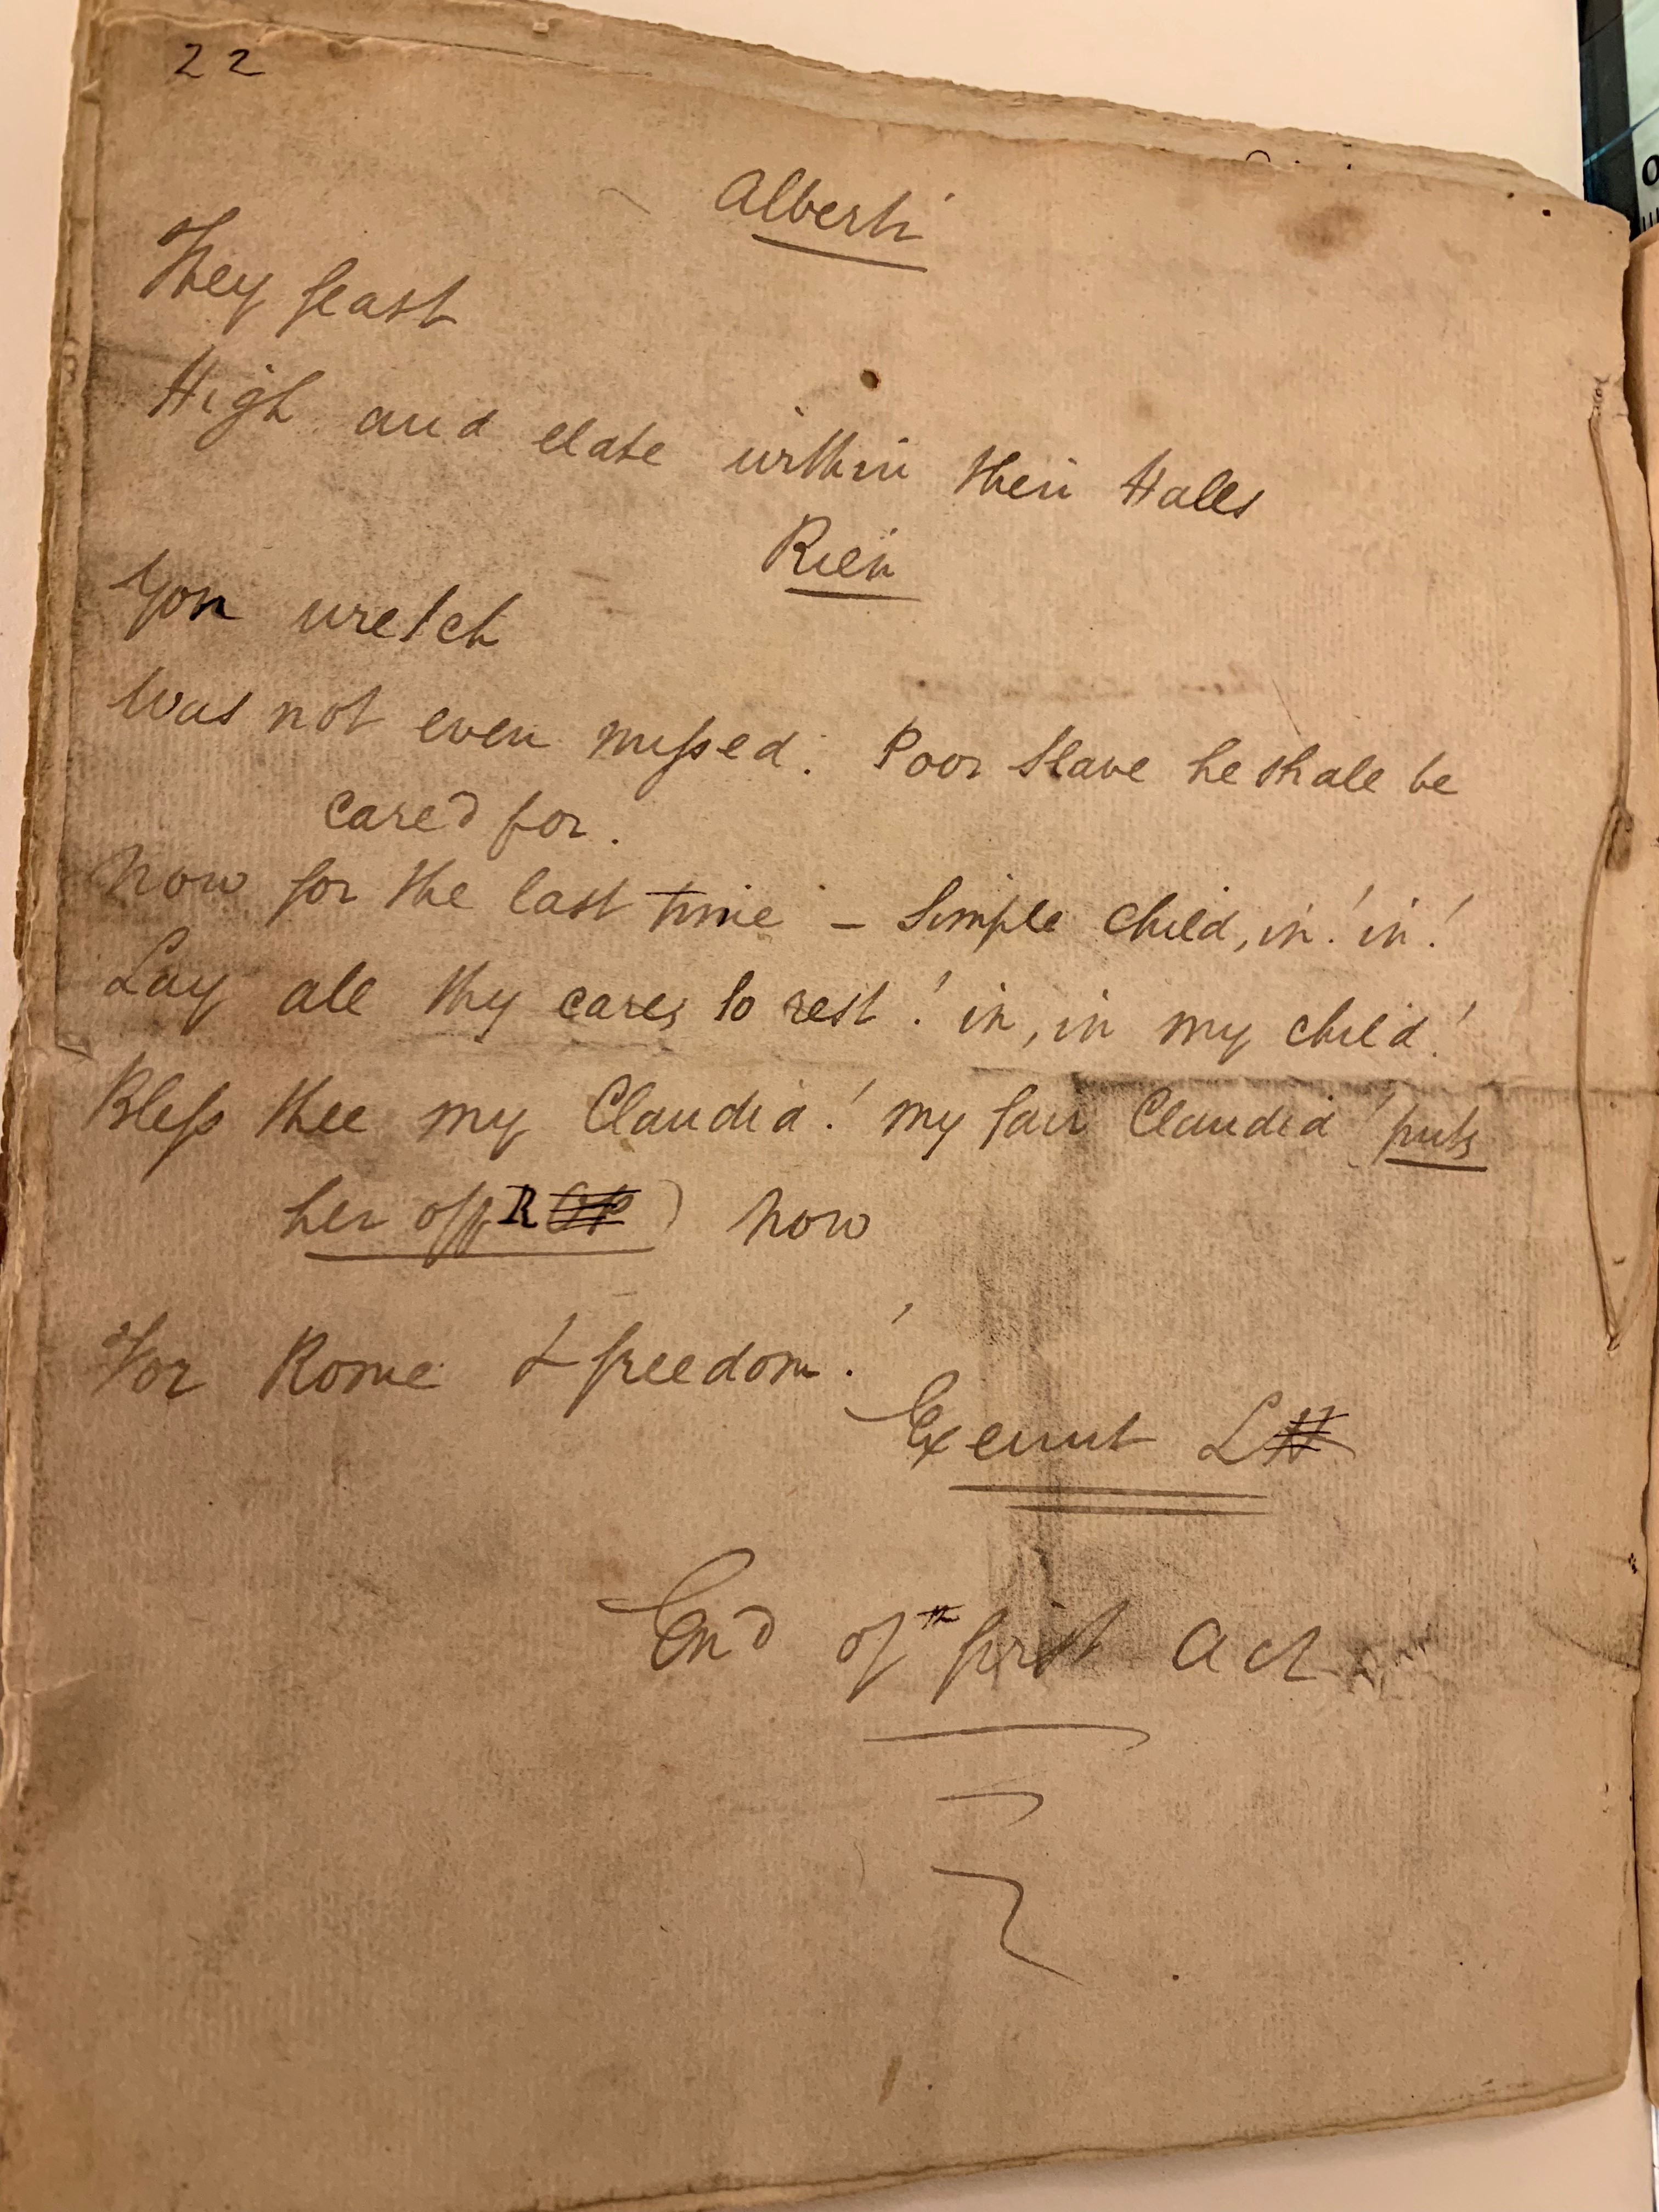 22
Alberti
They feast
High and elate within their Halls
Rien
Yon wretch
Was not even missed. Poor Slave he shall be
cared for.
Now for the last time - Simple Child, in! in!
Lay all thy cares to rest! in, in my child!
Bless thee my Claudia! my fair Claudia! puts
her off R OP) Now
For Rome & freedom!
Exeunt L H
End of first Act